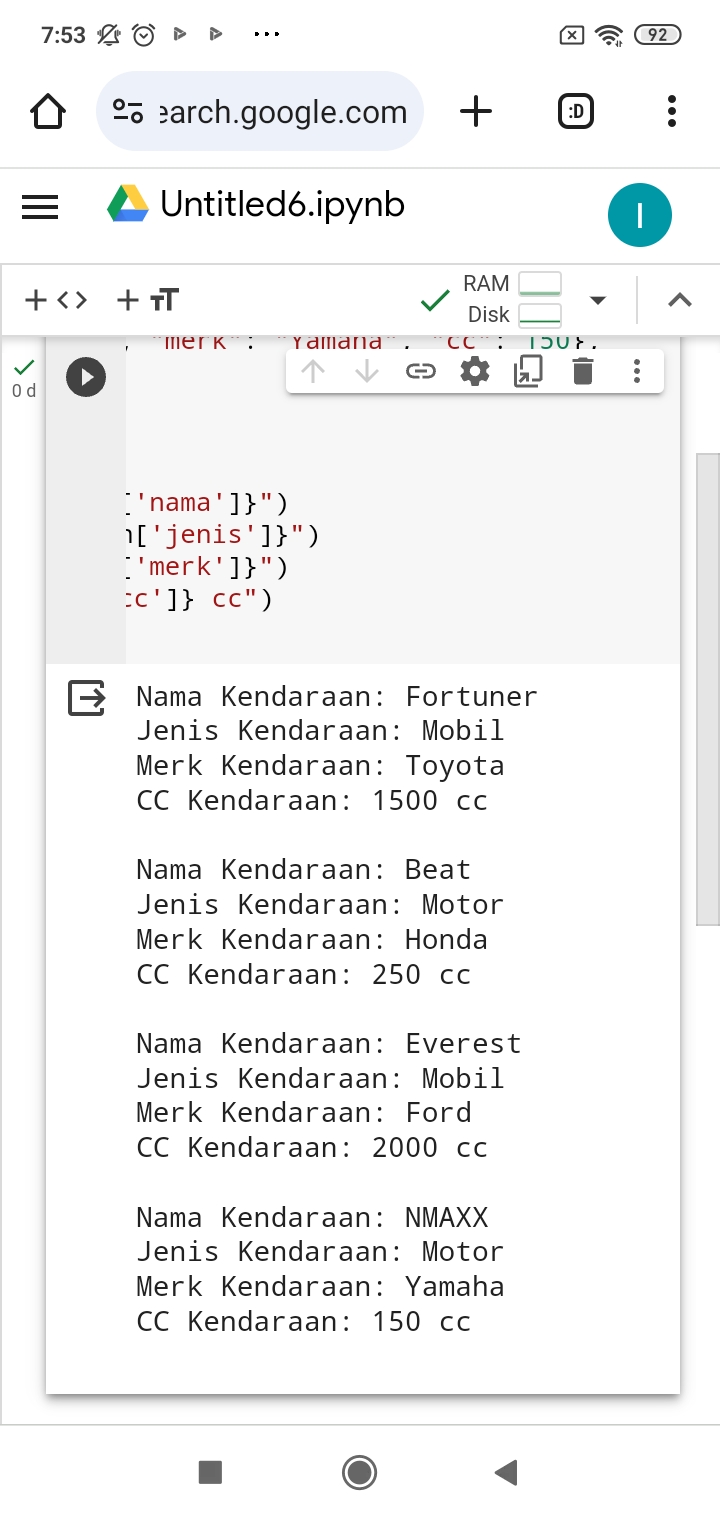 7:53
92
earch.google.com
:D
Untitled6.ipynb
I
RAM
Disk
, "merk": "Yamaha", "cc": 150},
0 d
['nama']}")
n['jenis']}")
['merk']}")
cc']} cc")
Nama Kendaraan: Fortuner
Jenis Kendaraan: Mobil
Merk Kendaraan: Toyota
CC Kendaraan: 1500 cc
Nama Kendaraan: Beat
Jenis Kendaraan: Motor
Merk Kendaraan: Honda
CC Kendaraan: 250 cc
Nama Kendaraan: Everest
Jenis Kendaraan: Mobil
Merk Kendaraan: Ford
CC Kendaraan: 2000 cc
Nama Kendaraan: NMAXX
Jenis Kendaraan: Motor
Merk Kendaraan: Yamaha
CC Kendaraan: 150 cc